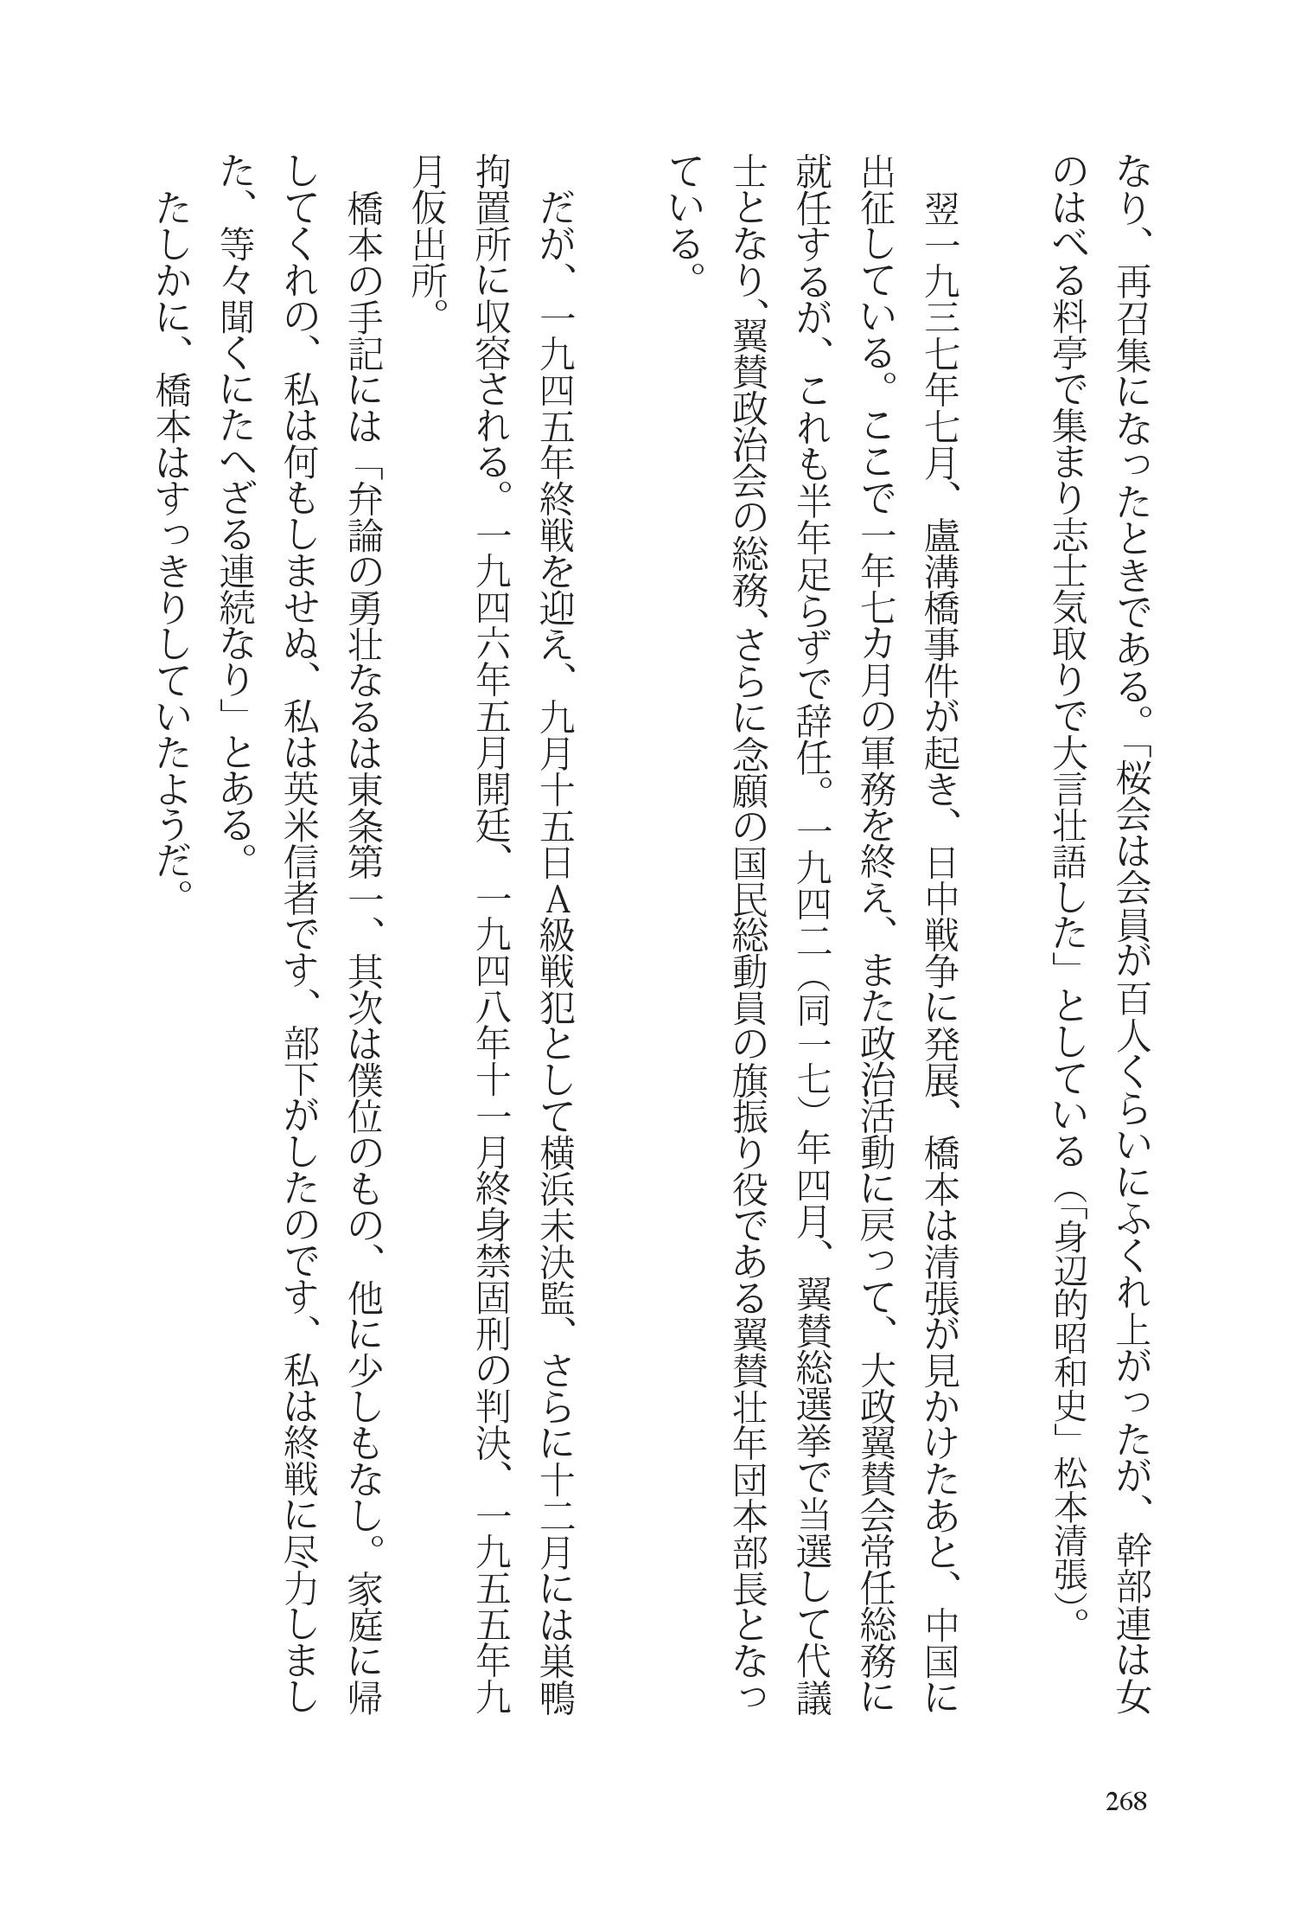 なり、再召集になったときである。「桜会は会員が百人くらいにふくれ上がったが、幹部連は女
のはべる料亭で集まり志士気取りで大言壮語した」としている（「身辺的昭和史」松本清張）。
翌一九三七年七月、盧溝橋事件が起き、日中戦争に発展、橋本は清張が見かけたあと、中国に
出征している。ここで一年七カ月の軍務を終え、また政治活動に戻って、大政翼賛会常任総務に
就任するが、これも半年足らずで辞任。一九四二（同一七）年四月、翼賛総選挙で当選して代議
士となり、翼賛政治会の総務、さらに念願の国民総動員の旗振り役である翼賛壮年団本部長となっ
ている。
だが、一九四五年終戦を迎え、九月十五日Ａ級戦犯として横浜未決監、さらに十二月には巣鴨
拘置所に収容される。一九四六年五月開廷、一九四八年十一月終身禁固刑の判決、一九五五年九
月仮出所。
橋本の手記には「弁論の勇壮なるは東条第一、其次は僕位のもの、他に少しもなし。家庭に帰
してくれの、私は何もしませぬ、私は英米信者です、部下がしたのです、私は終戦に尽力しまし
た、等々聞くにたへざる連続なり」とある。
たしかに、橋本はすっきりしていたようだ。
268